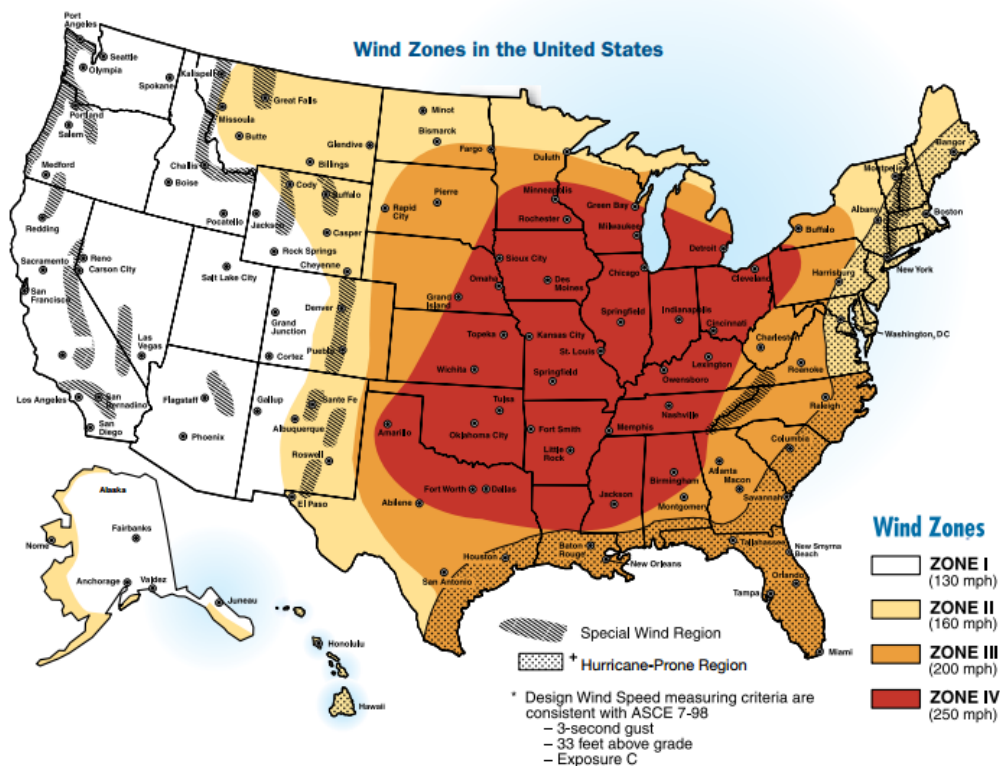 Wind Zones in the United States
Port
Angeles
Seattle
Olympia
Spokane
Kalispell
Great Falls
Missoula
Butte
Glendive
Billings
Portland
Salem
Medford
Challis
Boise
Pocatello
Jackson
Cody
Buffalo
Casper
Rock Springs
Cheyenne
Redding
Reno
Carson City
Sacramento
San
Francisco
Salt Lake City
Las
Vegas
Los Angeles
San
Bernadino
San
Diego
Grand
Junction
Cortez
Denver
Pueblo
Flagstaff
Phoenix
Gallup
Sante Fe
Albuquerque
Roswell
El Paso
Minot
Bismarck
Fargo
Duluth
Pierre
Rapid
City
Minneapolis
Rochester
Green Bay
Milwaukee
Sioux City
Omaha
Des
Moines
Grand
Island
Chicago
Detroit
Cleveland
Topeka
Kansas City
Wichita
St. Louis
Springfield
Springfield
Indianapolis
Cincinnati
Lexington
Owensboro
Charleston
Roanoke
Tulsa
Oklahoma City
Amarillo
Fort Smith
Little
Rock
Memphis
Nashville
Fort Worth
Dallas
Abilene
Jackson
Birmingham
Montgomery
Atlanta
Macon
Columbia
Savannah
Raleigh
Houston
San Antonio
Baton
Rouge
New Orleans
Tallahassee
New Smyrna
Beach
Orlando
Tampa
Miami
Bangor
Montpelier
Albany
Boston
Buffalo
Harrisburg
New York
Washington, DC
Alaska
Fairbanks
Nome
Anchorage
Valdez
Juneau
Honolulu
Hawaii
Special Wind Region
+ Hurricane-Prone Region
* Design Wind Speed measuring criteria are
consistent with ASCE 7-98
– 3-second gust
– 33 feet above grade
– Exposure C
Wind Zones
ZONE I
(130 mph)
ZONE II
(160 mph)
ZONE III
(200 mph)
ZONE IV
(250 mph)